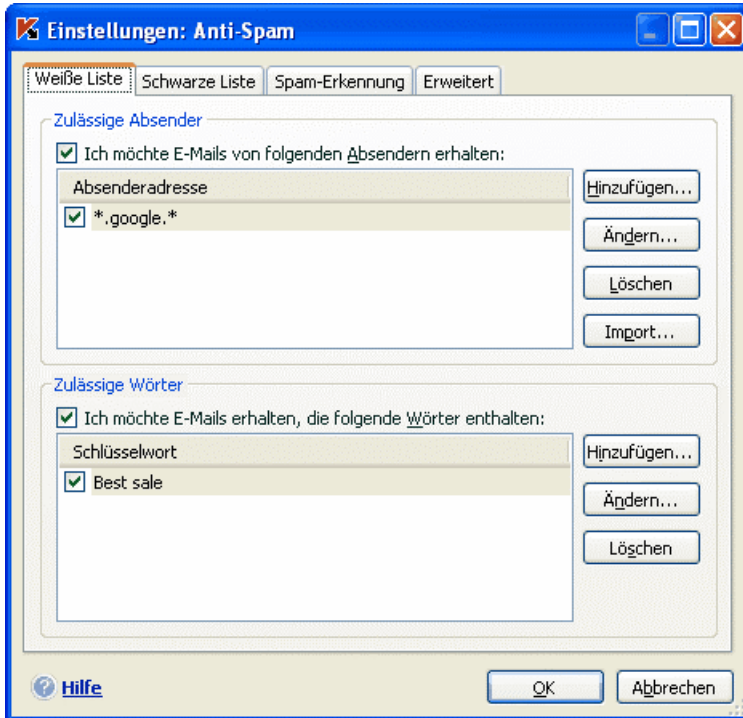 Einstellungen: Anti-Spam
Weiße Liste Schwarze Liste Spam-Erkennung Erweitert
Zulässige Absender
Ich möchte E-Mails von folgenden Absendern erhalten:
Absenderadresse
*.google.*
Hinzufügen...
Ändern...
Löschen
Import...
Zulässige Wörter
Ich möchte E-Mails erhalten, die folgende Wörter enthalten:
Schlüsselwort
Best sale
Hinzufügen...
Ändern...
Löschen
Hilfe
OK Abbrechen